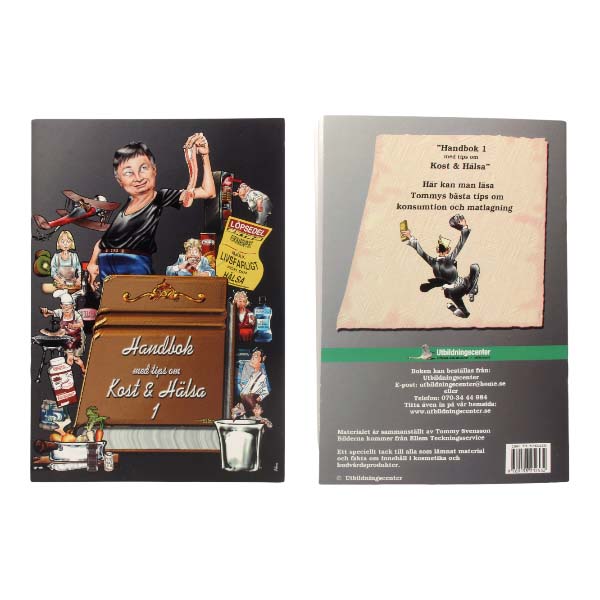 LÖPSEDEL
LIVSFARLIGT
FÖR DIN
HÄLSA
Handbok
med tips om
Kost & Hälsa
1
"Handbok 1
med tips om
Kost & Hälsa"
Här kan man läsa
Tommys bästa tips om
konsumtion och matlagning
Utbildningscenter
Boken kan beställas från:
Utbildningscenter
E-post: utbildningscenter@home.se
eller
Telefon: 070-34 44 984
Titta även in på vår hemsida:
www.utbildningscenter.se
Materialet är sammanställt av Tommy Svensson
Bilderna kommer från Ellem Teckningsservice
Ett speciellt tack till alla som lämnat material
och fakta om innehåll i kosmetika och
hudvårdsprodukter.
© Utbildningscenter